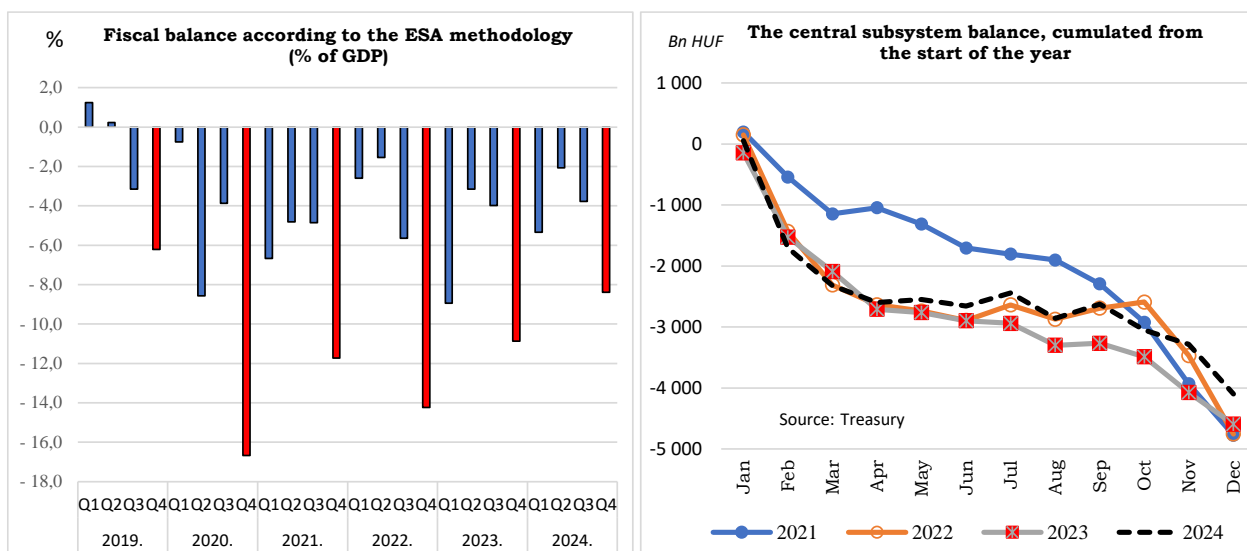 %
Fiscal balance according to the ESA methodology
(% of GDP)
2,0
0,0
- 2,0
- 4,0
- 6,0
- 8,0
- 10,0
- 12,0
- 14,0
- 16,0
- 18,0
Q1 Q2 Q3 Q4 Q1 Q2 Q3 Q4 Q1 Q2 Q3 Q4 Q1 Q2 Q3 Q4 Q1 Q2 Q3 Q4 Q1 Q2 Q3 Q4
2019. 2020. 2021. 2022. 2023. 2024.
Bn HUF
The central subsystem balance, cumulated from
the start of the year
1 000
0
-1 000
-2 000
-3 000
-4 000
-5 000
Source: Treasury
Jan Feb Mar Apr May Jun Jul Aug Sep Oct Nov Dec
2021 2022 2023 2024